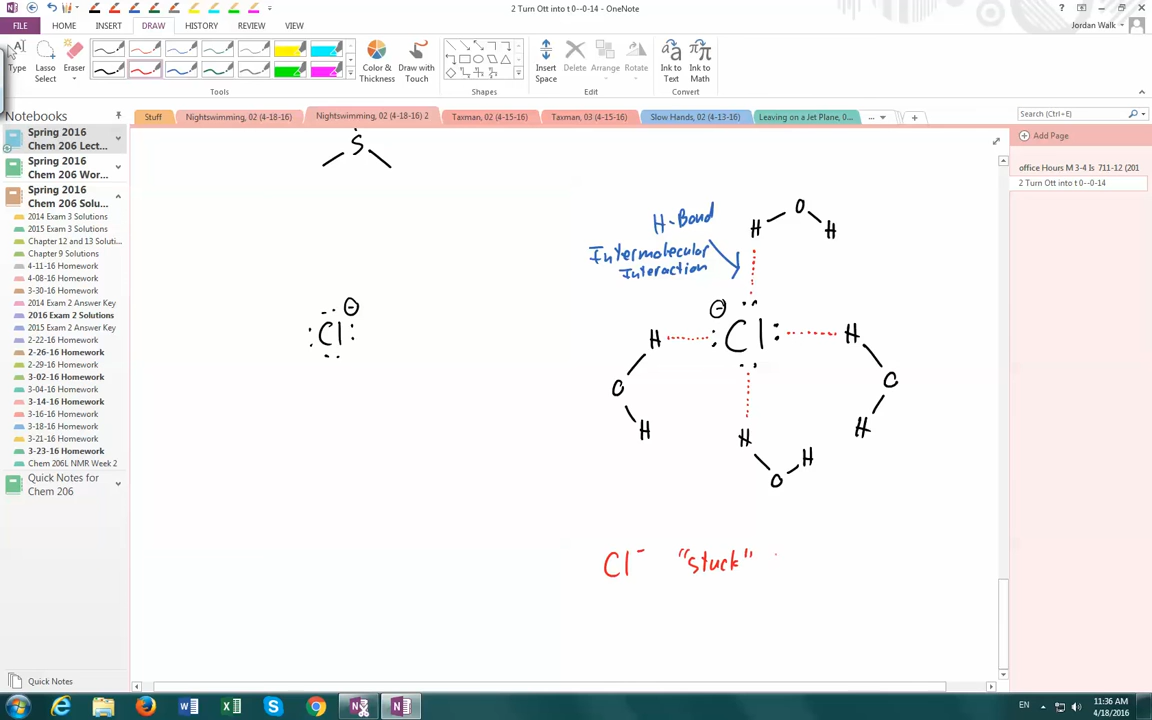 2 Turn Ott into t 0--0-14 - OneNote
Jordan Walk
FILE HOME INSERT DRAW HISTORY REVIEW VIEW
Type
Lasso Select
Eraser
Color & Thickness
Draw with Touch
Insert Space
Delete
Arrange
Rotate
Ink to Text
Ink to Math
Tools
Shapes
Edit
Convert
Notebooks
Stuff
Nightswimming, 02 (4-18-16)
Nightswimming, 02 (4-18-16) 2
Taxman, 02 (4-15-16)
Taxman, 03 (4-15-16)
Slow Hands, 02 (4-13-16)
Leaving on a Jet Plane, 0...
Search (Ctrl+E)
Add Page
office Hours M 3-4 Is 711-12 (201
2 Turn Ott into t 0--0-14
Spring 2016
Chem 206 Lect...
Spring 2016
Chem 206 Wor...
Spring 2016
Chem 206 Solu...
2014 Exam 3 Solutions
2015 Exam 3 Solutions
Chapter 12 and 13 Soluti...
Chapter 9 Solutions
4-11-16 Homework
4-08-16 Homework
3-30-16 Homework
2014 Exam 2 Answer Key
2016 Exam 2 Solutions
2015 Exam 2 Answer Key
2-22-16 Homework
2-26-16 Homework
2-29-16 Homework
3-02-16 Homework
3-04-16 Homework
3-14-16 Homework
3-16-16 Homework
3-18-16 Homework
3-21-16 Homework
3-23-16 Homework
Chem 206L NMR Week 2
Quick Notes for
Chem 206
Quick Notes
S
H-Bond
Intermolecular
Interaction
H O H
⊖
Cl
⊖
H :Cl: H
O O
H H
H H
O
Cl⁻ "stuck"
EN
11:36 AM
4/18/2016